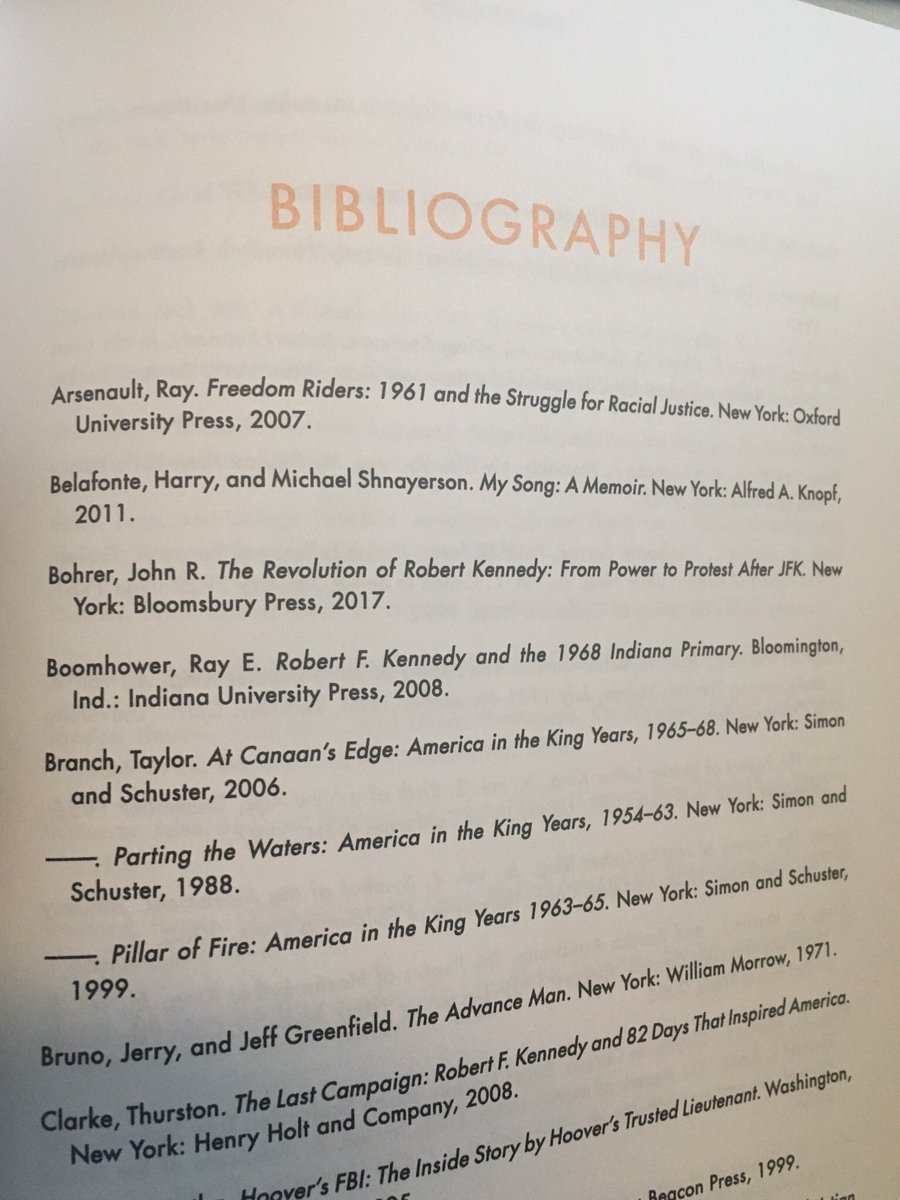 BIBLIOGRAPHY
Arsenault, Ray. Freedom Riders: 1961 and the Struggle for Racial Justice. New York: Oxford
University Press, 2007.
Belafonte, Harry, and Michael Shnayerson. My Song: A Memoir. New York: Alfred A. Knopf,
2011.
Bohrer, John R. The Revolution of Robert Kennedy: From Power to Protest After JFK. New
York: Bloomsbury Press, 2017.
Boomhower, Ray E. Robert F. Kennedy and the 1968 Indiana Primary. Bloomington,
Ind.: Indiana University Press, 2008.
Branch, Taylor. At Canaan’s Edge: America in the King Years, 1965–68. New York: Simon
and Schuster, 2006.
———. Parting the Waters: America in the King Years, 1954–63. New York: Simon and
Schuster, 1988.
———. Pillar of Fire: America in the King Years 1963–65. New York: Simon and Schuster,
1999.
Bruno, Jerry, and Jeff Greenfield. The Advance Man. New York: William Morrow, 1971.
Clarke, Thurston. The Last Campaign: Robert F. Kennedy and 82 Days That Inspired America.
New York: Henry Holt and Company, 2008.
Hoover’s FBI: The Inside Story by Hoover’s Trusted Lieutenant. Washington,
Beacon Press, 1999.